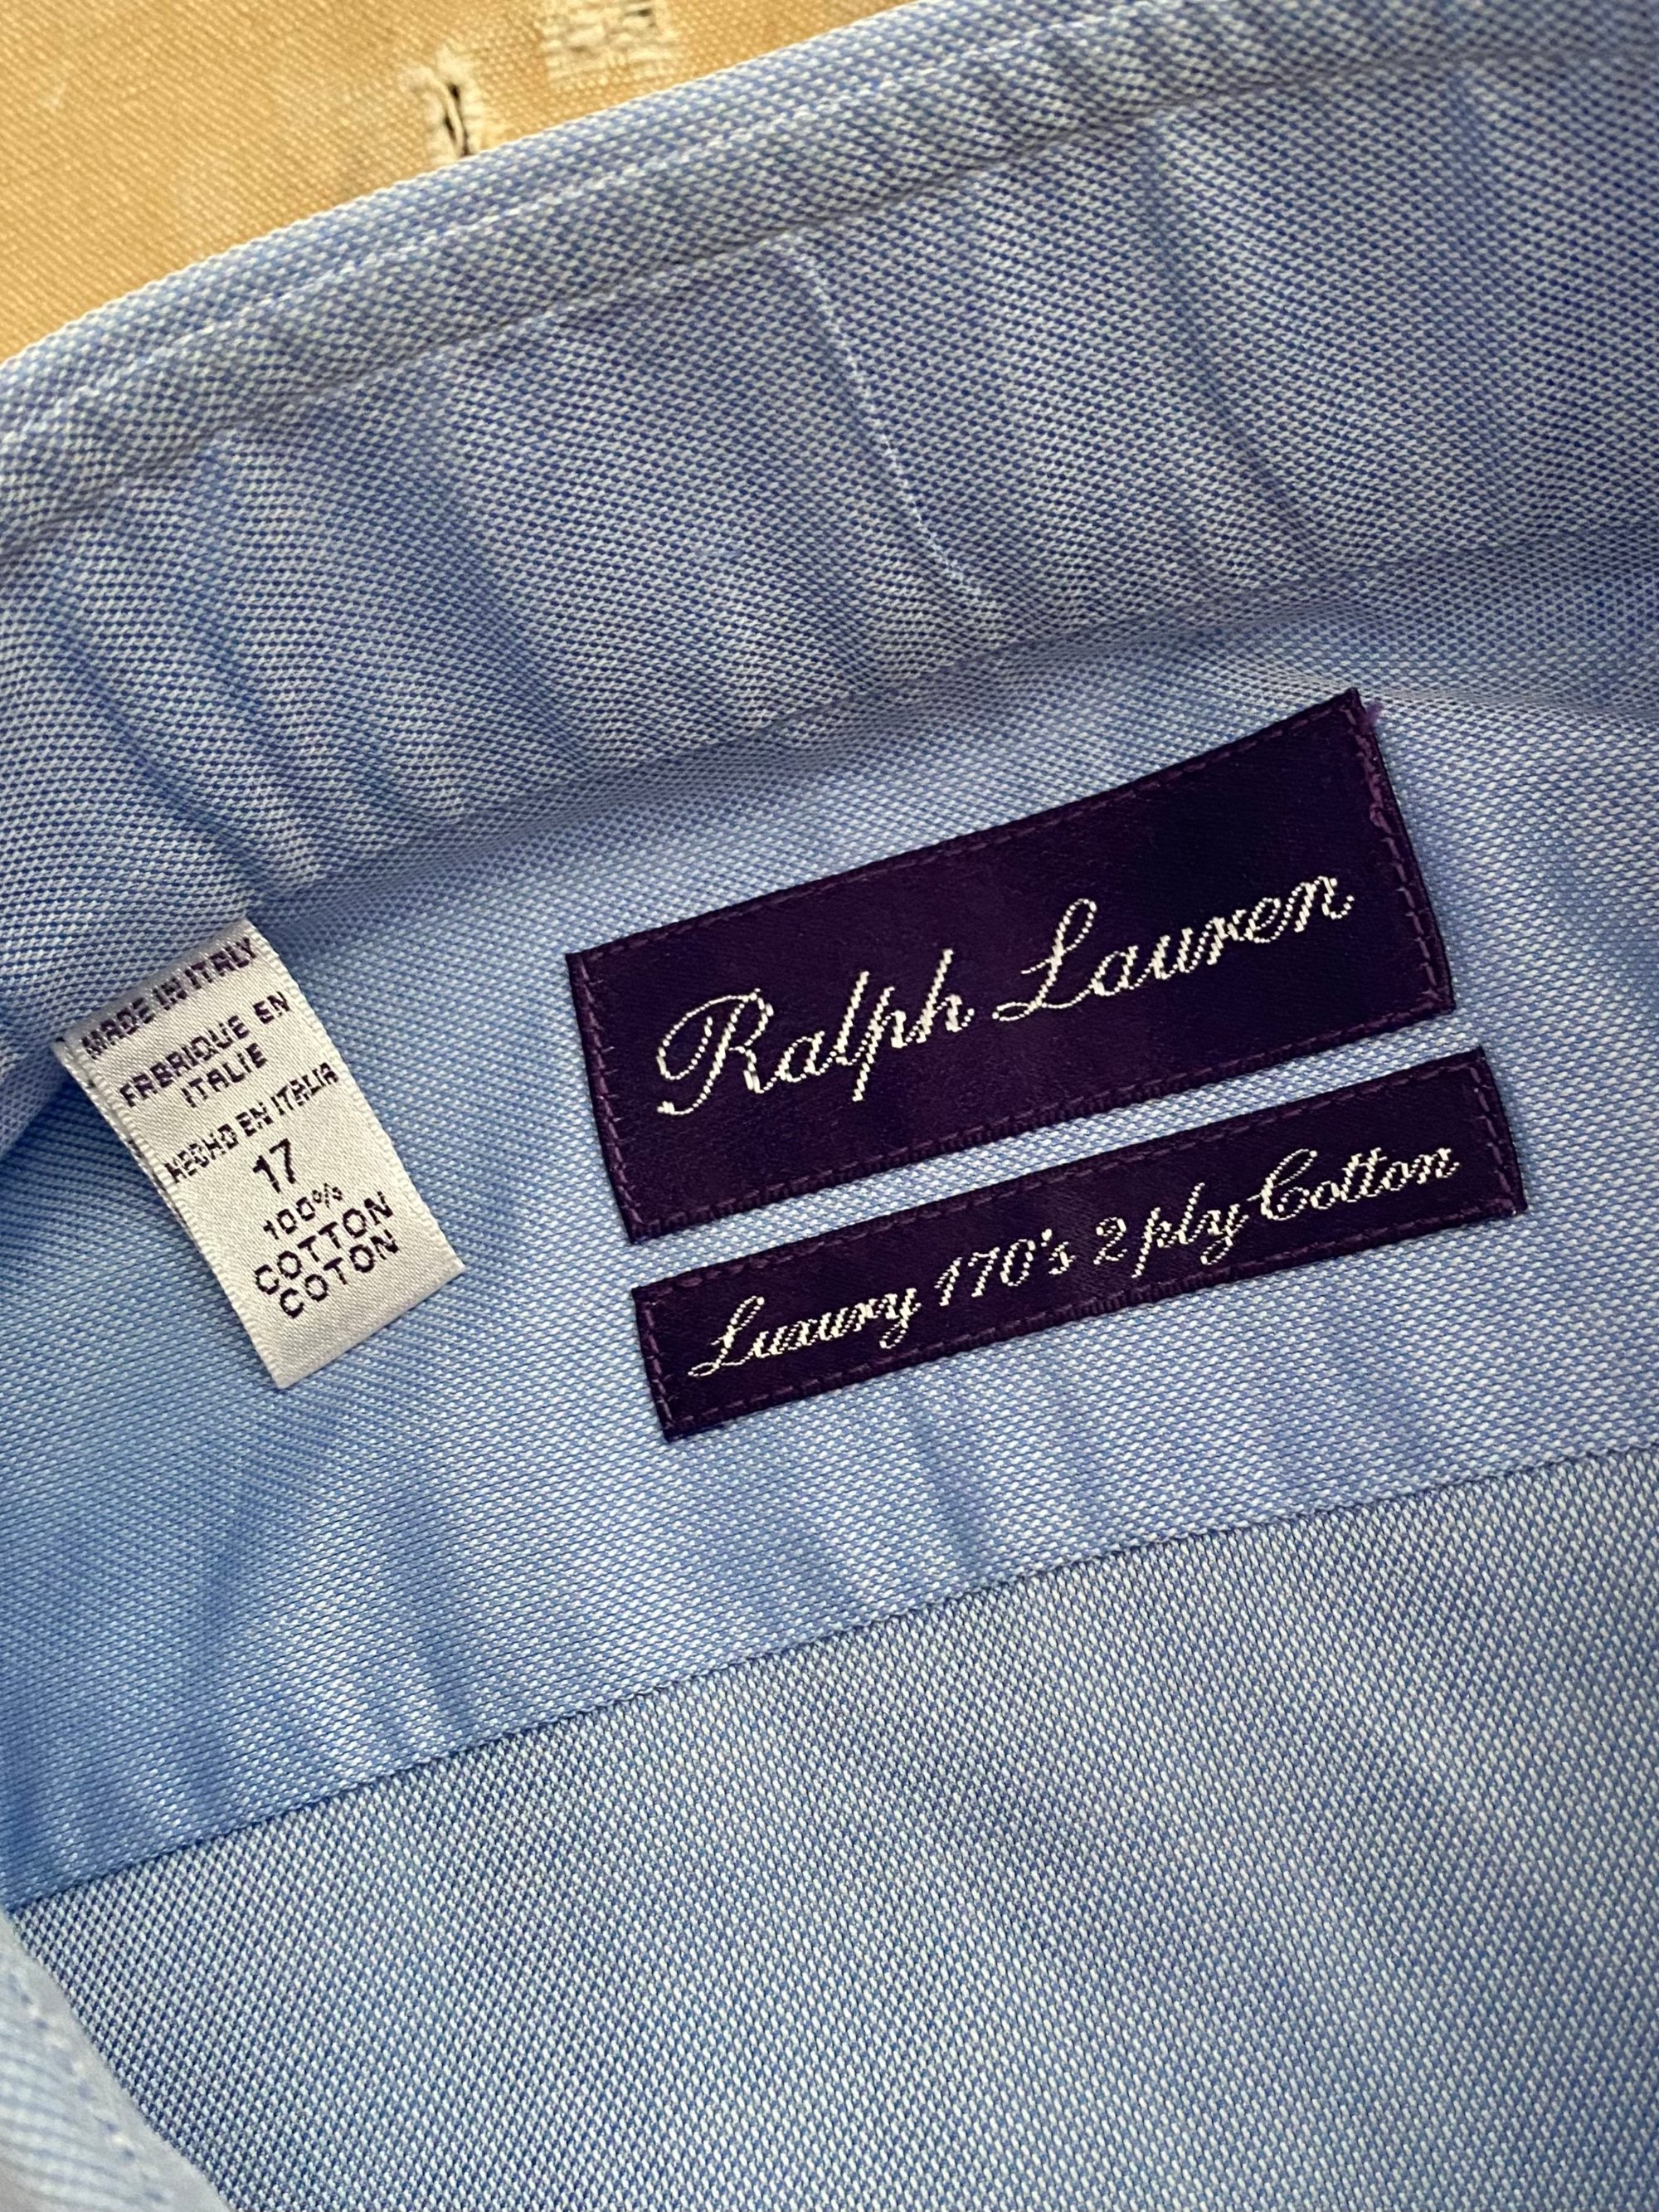 MADE IN ITALY
FABRIQUE EN
ITALIE
HECHO EN ITALIA
17
100%
COTTON
COTON
Ralph Lauren
Luxury 170's 2 ply Cotton